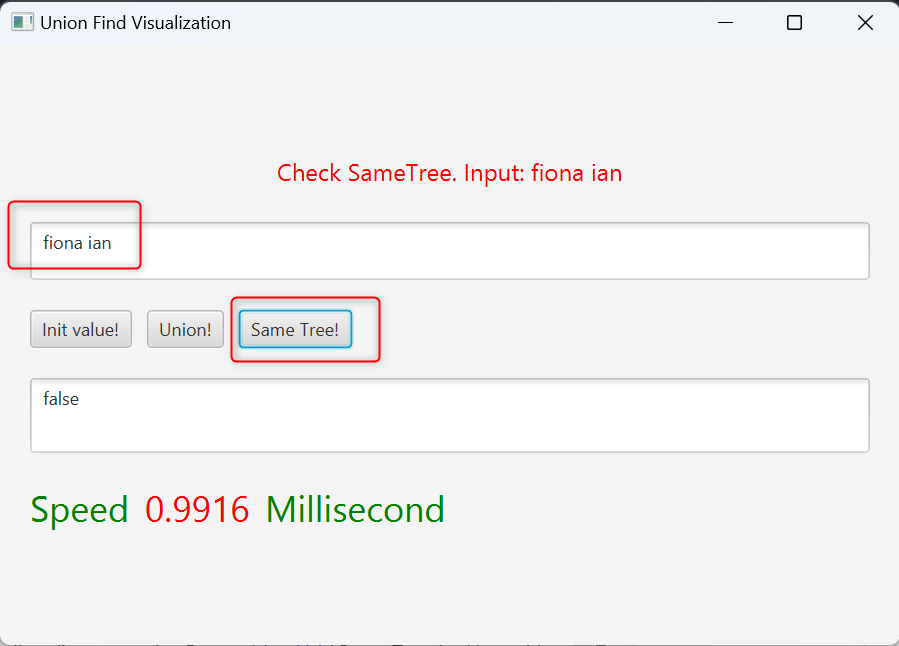 Union Find Visualization
Check SameTree. Input: fiona ian
fiona ian
Init value! Union! Same Tree!
false
Speed 0.9916 Millisecond